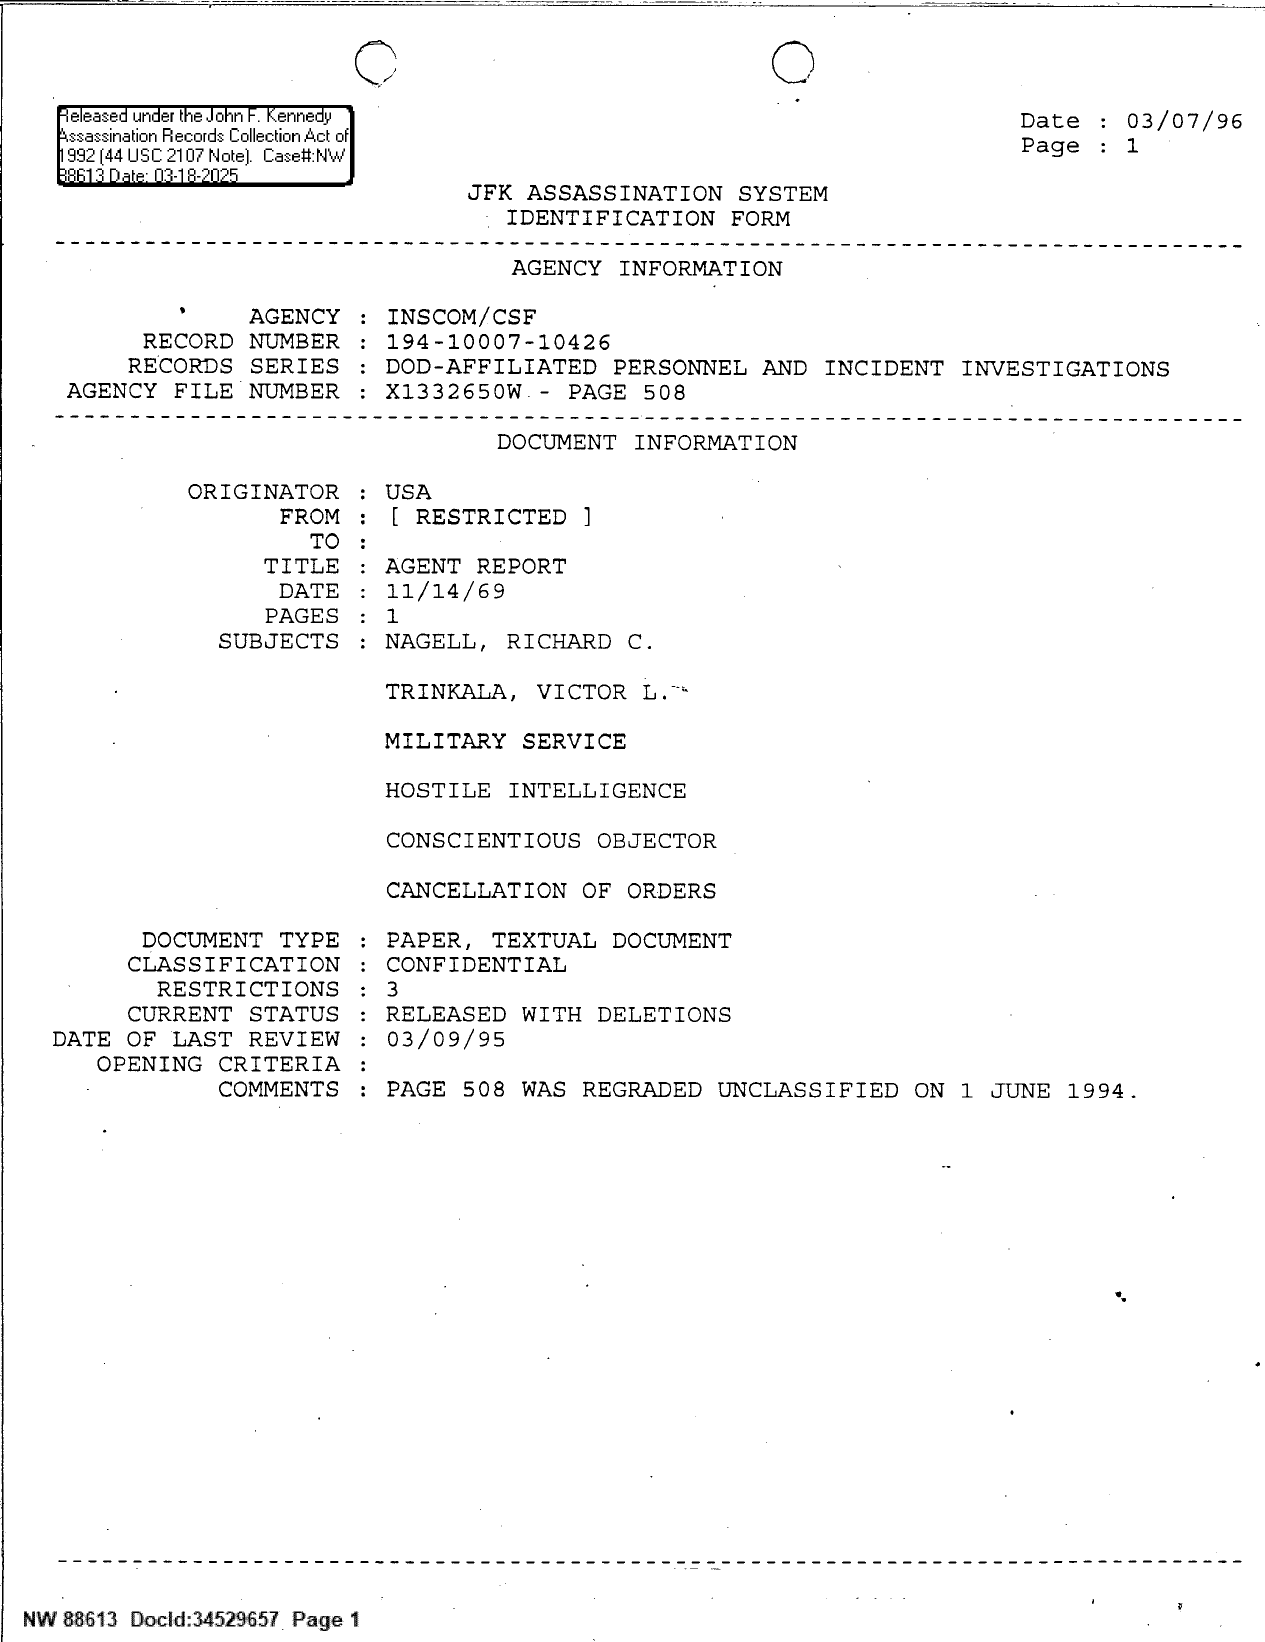 Released under the John F. Kennedy
Assassination Records Collection Act of
1992 (44 USC 2107 Note). Case#:NW
88613 Date: 03-18-2025
Date : 03/07/96
Page : 1
JFK ASSASSINATION SYSTEM
IDENTIFICATION FORM
AGENCY INFORMATION
AGENCY : INSCOM/CSF
RECORD NUMBER : 194-10007-10426
RECORDS SERIES : DOD-AFFILIATED PERSONNEL AND INCIDENT INVESTIGATIONS
AGENCY FILE NUMBER : X1332650W - PAGE 508
DOCUMENT INFORMATION
ORIGINATOR : USA
FROM : [ RESTRICTED ]
TO :
TITLE : AGENT REPORT
DATE : 11/14/69
PAGES : 1
SUBJECTS : NAGELL, RICHARD C.
TRINKALA, VICTOR L.
MILITARY SERVICE
HOSTILE INTELLIGENCE
CONSCIENTIOUS OBJECTOR
CANCELLATION OF ORDERS
DOCUMENT TYPE : PAPER, TEXTUAL DOCUMENT
CLASSIFICATION : CONFIDENTIAL
RESTRICTIONS : 3
CURRENT STATUS : RELEASED WITH DELETIONS
DATE OF LAST REVIEW : 03/09/95
OPENING CRITERIA :
COMMENTS : PAGE 508 WAS REGRADED UNCLASSIFIED ON 1 JUNE 1994.
NW 88613 DocId:34529657 Page 1